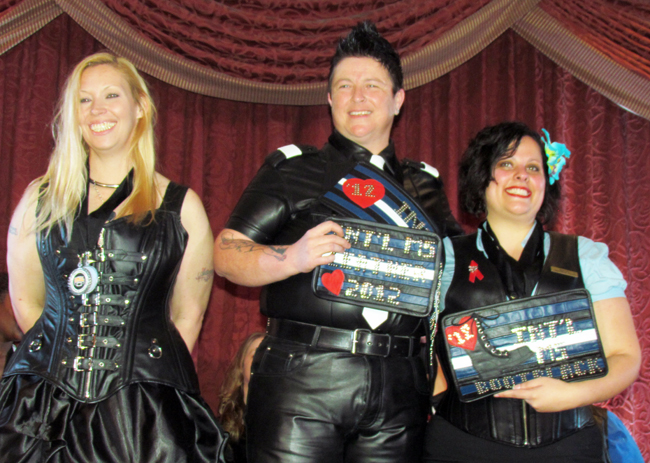 12
INTL MS
LEATHER
2012
12
INT'L
MS
BOOTBLACK